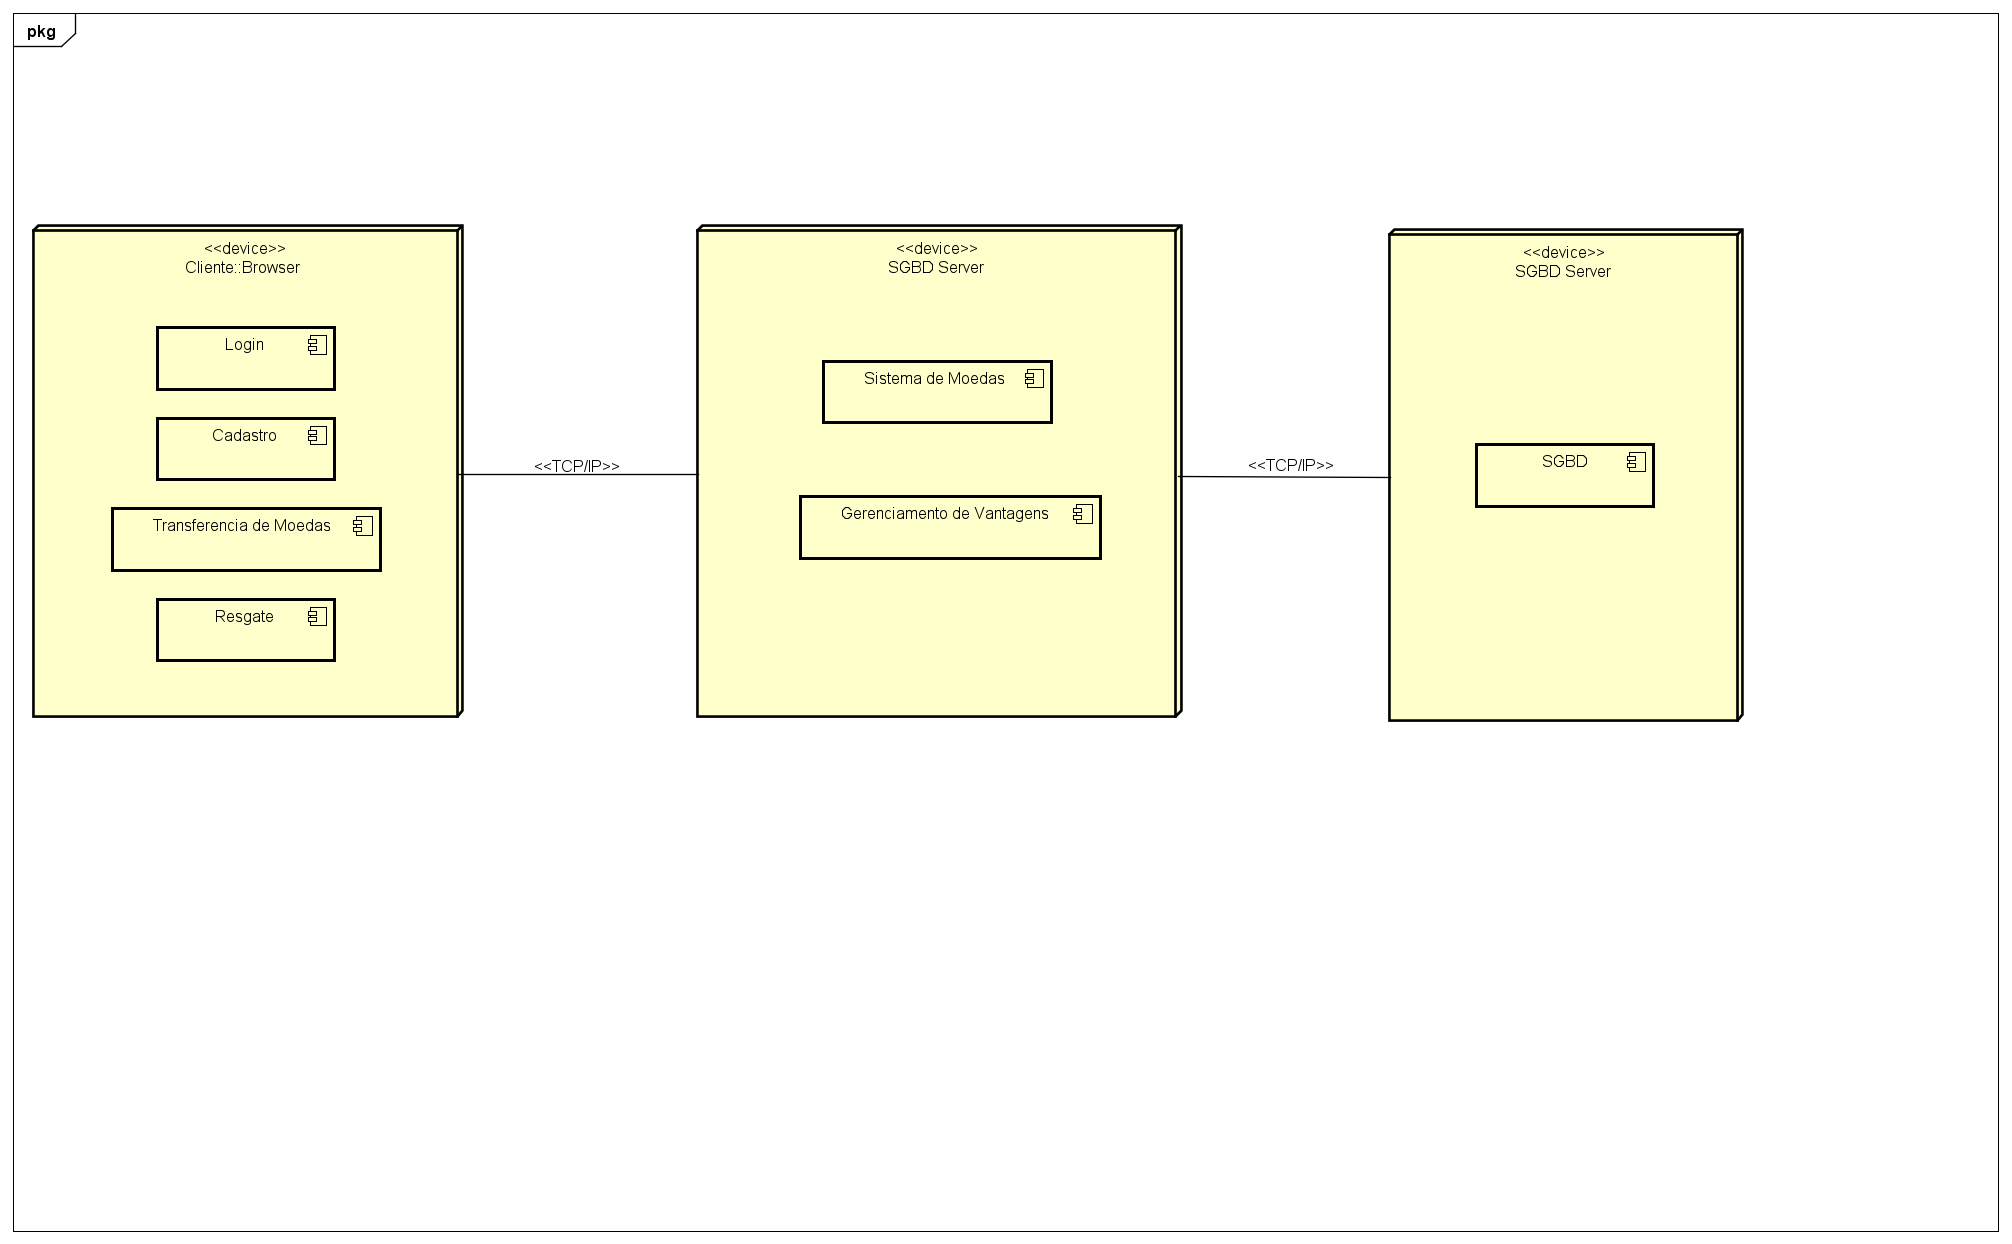 pkg
<<device>>
Cliente::Browser
Login
Cadastro
Transferencia de Moedas
Resgate
<<TCP/IP>>
<<device>>
SGBD Server
Sistema de Moedas
Gerenciamento de Vantagens
<<TCP/IP>>
<<device>>
SGBD Server
SGBD